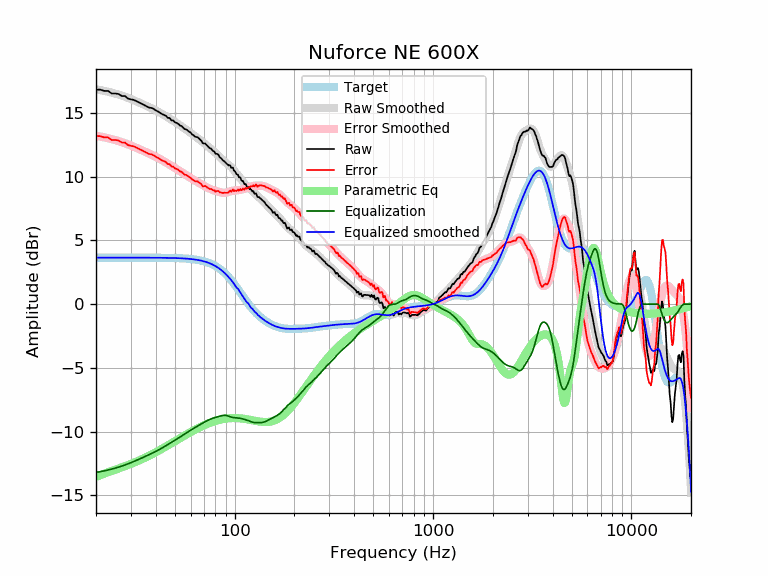 Nuforce NE 600X
Target
Raw Smoothed
Error Smoothed
Raw
Error
Parametric Eq
Equalization
Equalized smoothed
Amplitude (dBr)
15
10
5
0
−5
−10
−15
100
1000
10000
Frequency (Hz)